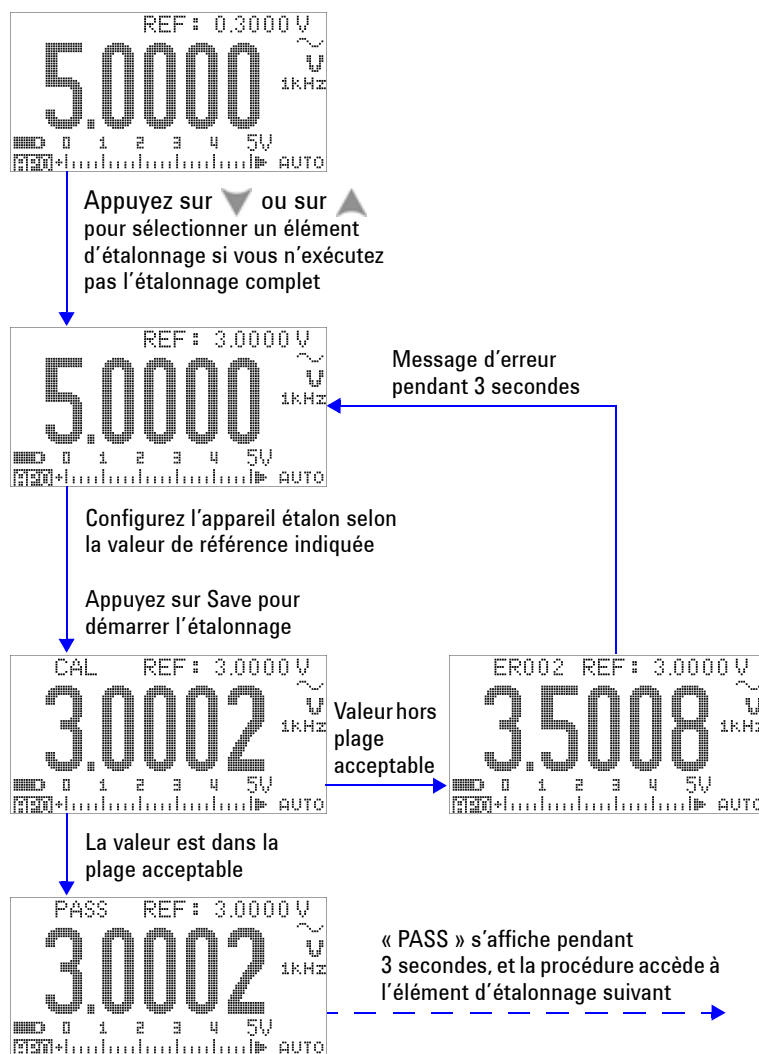 REF: 0.3000 V
5.0000
V
1kHz
0 1 2 3 4 5V
APO AUTO
Appuyez sur ou sur
pour sélectionner un élément
d'étalonnage si vous n'exécutez
pas l'étalonnage complet
REF: 3.0000 V
5.0000
V
1kHz
0 1 2 3 4 5V
APO AUTO
Message d'erreur
pendant 3 secondes
Configurez l'appareil étalon selon
la valeur de référence indiquée
Appuyez sur Save pour
démarrer l'étalonnage
CAL REF: 3.0000 V
3.0002
V
1kHz
0 1 2 3 4 5V
APO AUTO
Valeur hors
plage
acceptable
ER002 REF: 3.0000 V
3.5008
V
1kHz
0 1 2 3 4 5V
APO AUTO
La valeur est dans la
plage acceptable
PASS REF: 3.0000 V
3.0002
V
1kHz
0 1 2 3 4 5V
APO AUTO
« PASS » s'affiche pendant
3 secondes, et la procédure accède à
l'élément d'étalonnage suivant